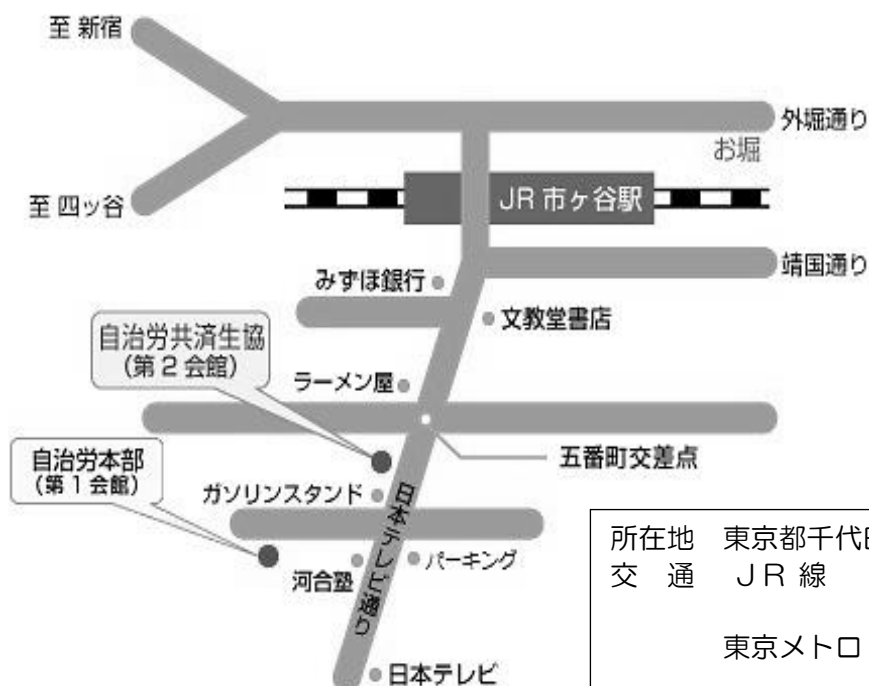 至 新宿
外堀通り
お堀
至 四ッ谷
JR 市ヶ谷駅
靖国通り
みずほ銀行
文教堂書店
自治労共済生協
(第2会館)
ラーメン屋
自治労本部
(第1会館)
五番町交差点
ガソリンスタンド
日本テレビ通り
河合塾
パーキング
日本テレビ
所在地 東京都千代
交 通 JR 線
東京メトロ